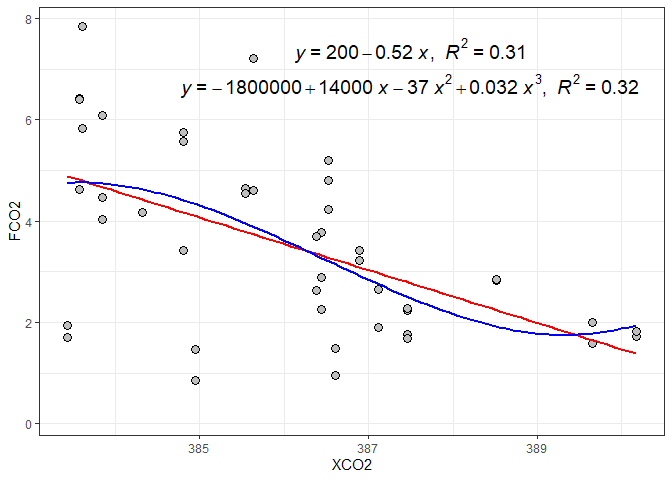 y = 200 − 0.52 x, R² = 0.31
y = − 1800000 + 14000 x − 37 x² + 0.032 x³, R² = 0.32
8
6
4
2
0
FCO2
385 387 389
XCO2